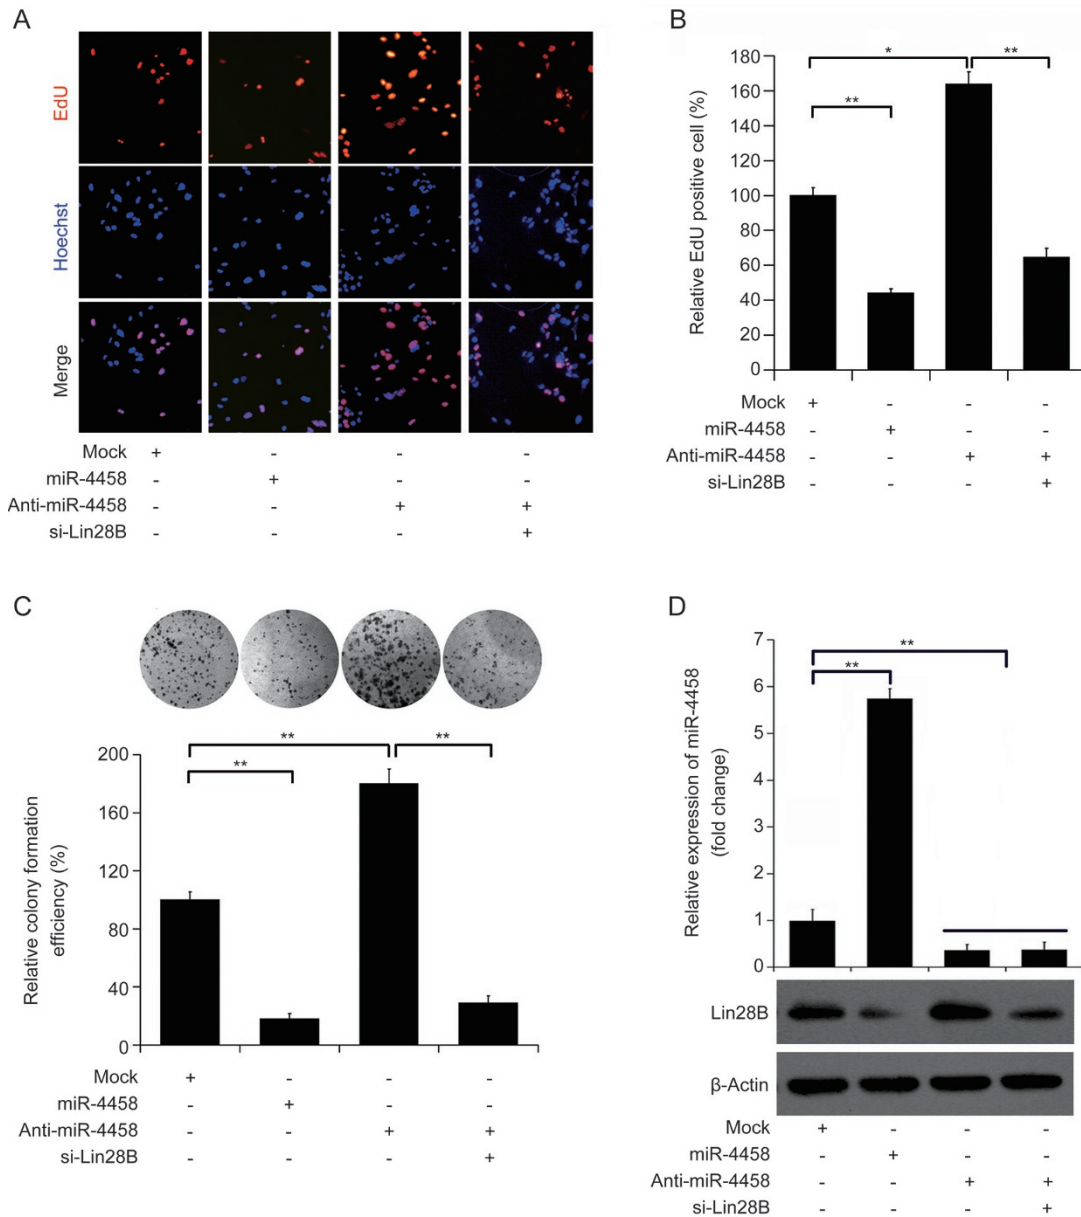 A
EdU
Hoechst
Merge
Mock + - - -
miR-4458 - + - -
Anti-miR-4458 - - + +
si-Lin28B - - - +
B
Relative EdU positive cell (%)
180
160
140
120
100
80
60
40
20
0
* **
**
Mock + - - -
miR-4458 - + - -
Anti-miR-4458 - - + +
si-Lin28B - - - +
C
Relative colony formation
efficiency (%)
200
160
120
80
40
0
** **
**
Mock + - - -
miR-4458 - + - -
Anti-miR-4458 - - + +
si-Lin28B - - - +
D
Relative expression of miR-4458
(fold change)
7
6
5
4
3
2
1
0
**
**
Lin28B
β-Actin
Mock + - - -
miR-4458 - + - -
Anti-miR-4458 - - + +
si-Lin28B - - - +